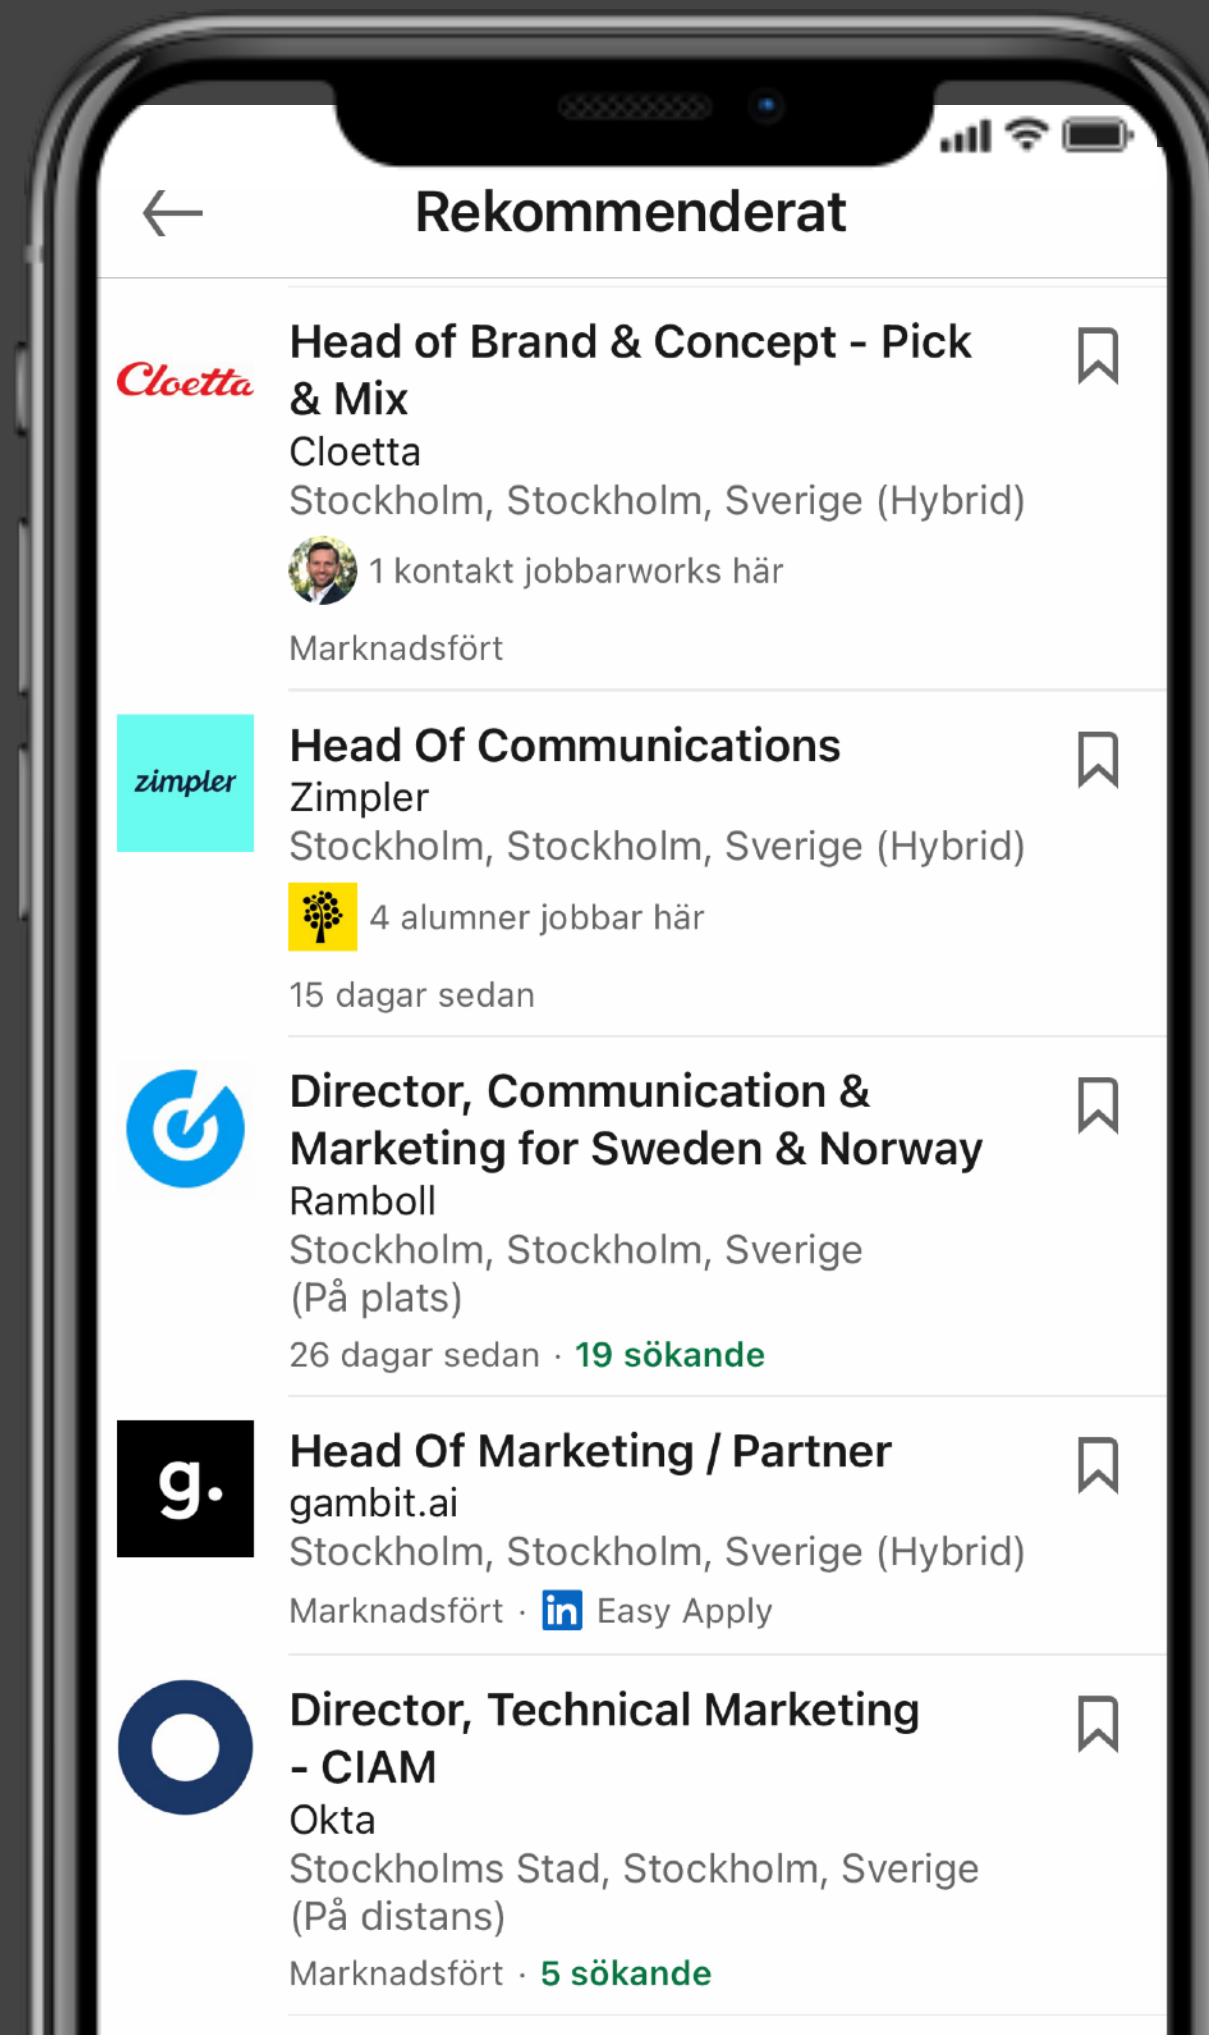 Rekommenderat
Cloetta
Head of Brand & Concept - Pick
& Mix
Cloetta
Stockholm, Stockholm, Sverige (Hybrid)
1 kontakt jobbarworks här
Marknadsfört
zimpler
Head Of Communications
Zimpler
Stockholm, Stockholm, Sverige (Hybrid)
4 alumner jobbar här
15 dagar sedan
Director, Communication &
Marketing for Sweden & Norway
Ramboll
Stockholm, Stockholm, Sverige
(På plats)
26 dagar sedan · 19 sökande
g.
Head Of Marketing / Partner
gambit.ai
Stockholm, Stockholm, Sverige (Hybrid)
Marknadsfört · in Easy Apply
Director, Technical Marketing
- CIAM
Okta
Stockholms Stad, Stockholm, Sverige
(På distans)
Marknadsfört · 5 sökande